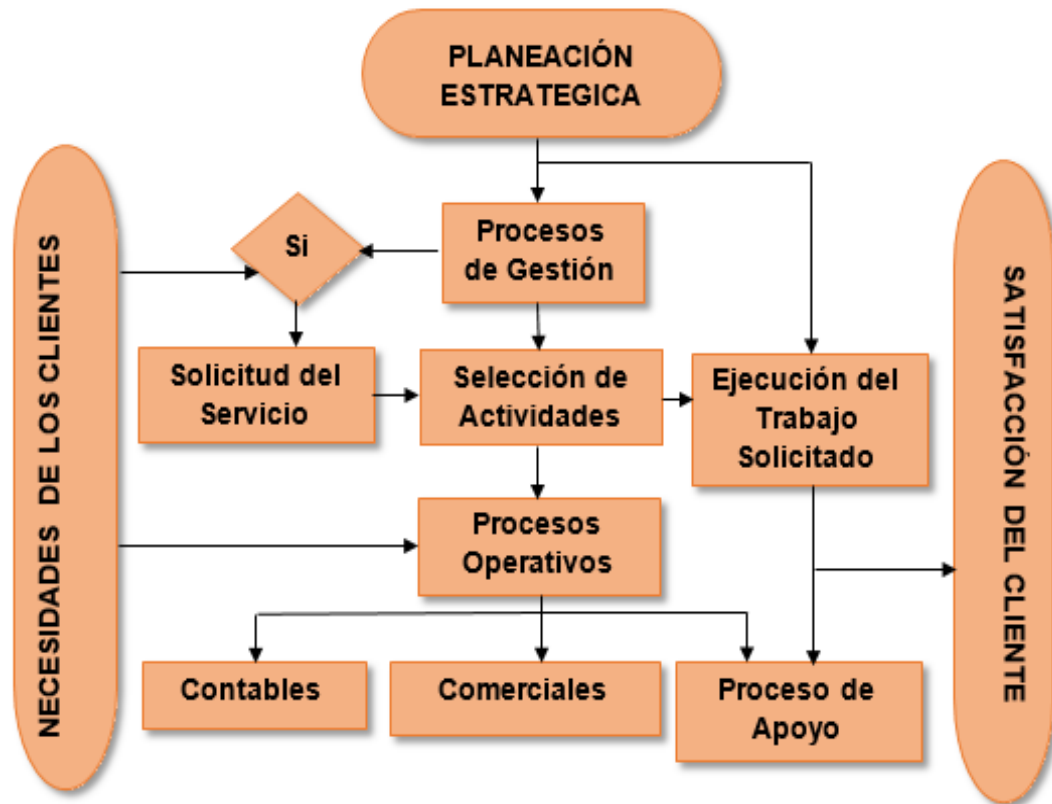 PLANEACIÓN
ESTRATEGICA
NECESIDADES DE LOS CLIENTES
Si
Procesos
de Gestión
Solicitud del
Servicio
Selección de
Actividades
Ejecución del
Trabajo
Solicitado
Procesos
Operativos
Contables
Comerciales
Proceso de
Apoyo
SATISFACCIÓN DEL CLIENTE